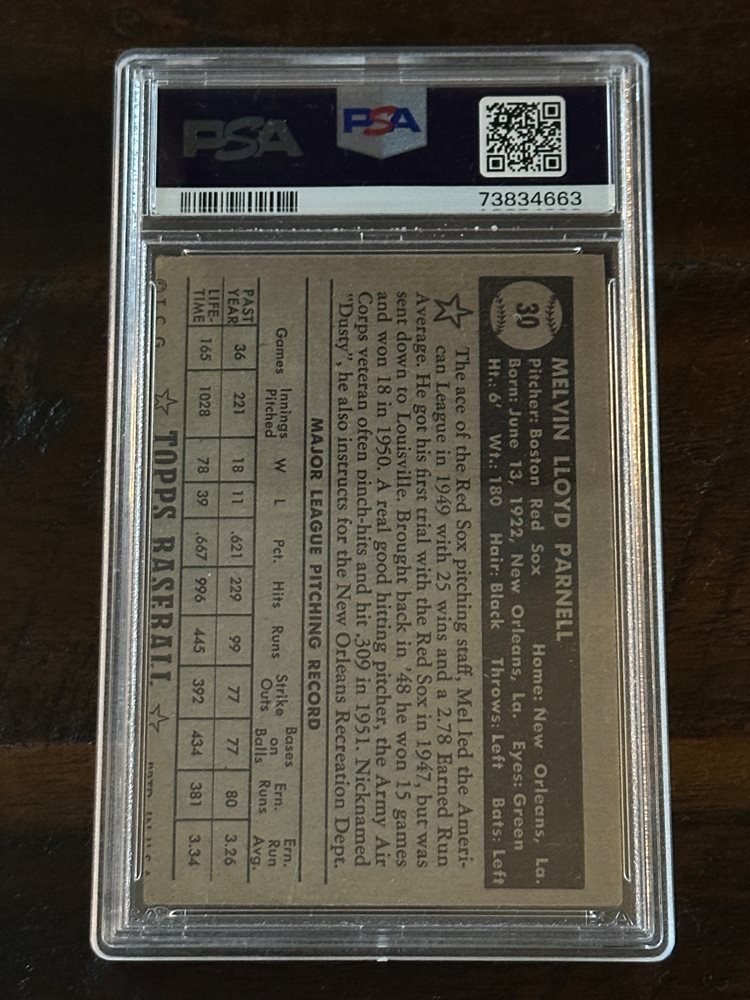 PSA
PSA
73834663
30
MELVIN LLOYD PARNELL
Pitcher: Boston Red Sox Home: New Orleans, La.
Born: June 13, 1922, New Orleans, La. Eyes: Green
Ht.: 6' Wt.: 180 Hair: Black Throws: Left Bats: Left
The ace of the Red Sox pitching staff, Mel led the Ameri-
can League in 1949 with 25 wins and a 2.78 Earned Run
Average. He got his first trial with the Red Sox in 1947, but was
sent down to Louisville. Brought back in '48 he won 15 games
and won 18 in 1950. A real good hitting pitcher, the Army Air
Corps veteran often pinch-hits and hit .309 in 1951. Nicknamed
"Dusty", he also instructs for the New Orleans Recreation Dept.
MAJOR LEAGUE PITCHING RECORD
Games Innings Pitched W L Pct. Hits Runs Strike Outs Bases on Balls Ern. Runs Ern. Run Avg.
PAST YEAR 36 221 18 11 .621 229 99 77 77 80 3.26
LIFE-TIME 165 1028 78 39 .667 996 445 392 434 381 3.34
© T. C. G. TOPPS BASEBALL